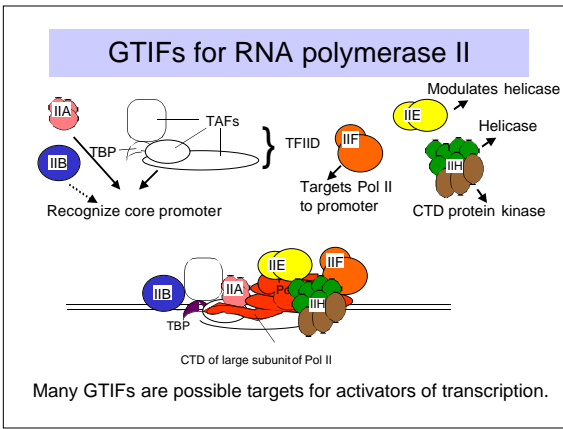 GTIFs for RNA polymerase II
Modulates helicase
IIA
TAFs
IIE
Helicase
TBP
TFIID
IIF
IIB
IIH
Targets Pol II
to promoter
Recognize core promoter
CTD protein kinase
IIE
IIF
IIB
IIA
IIH
TBP
CTD of large subunit of Pol II
Many GTIFs are possible targets for activators of transcription.